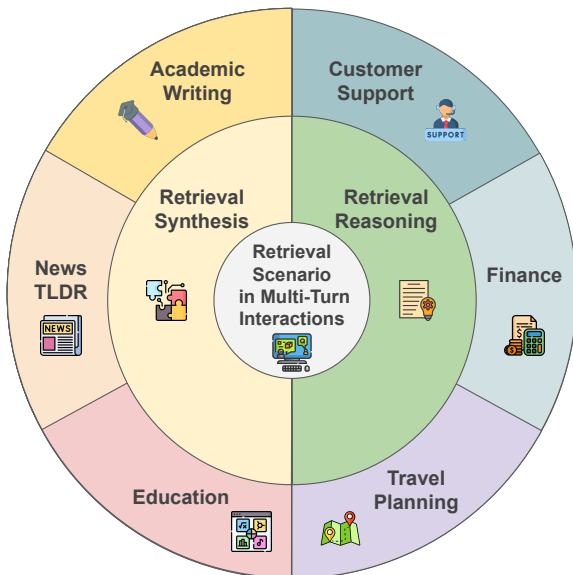 Academic
Writing
Customer
Support
SUPPORT
Retrieval
Synthesis
Retrieval
Reasoning
Retrieval
Scenario
in Multi-Turn
Interactions
News
TLDR
NEWS
Finance
Education
Travel
Planning